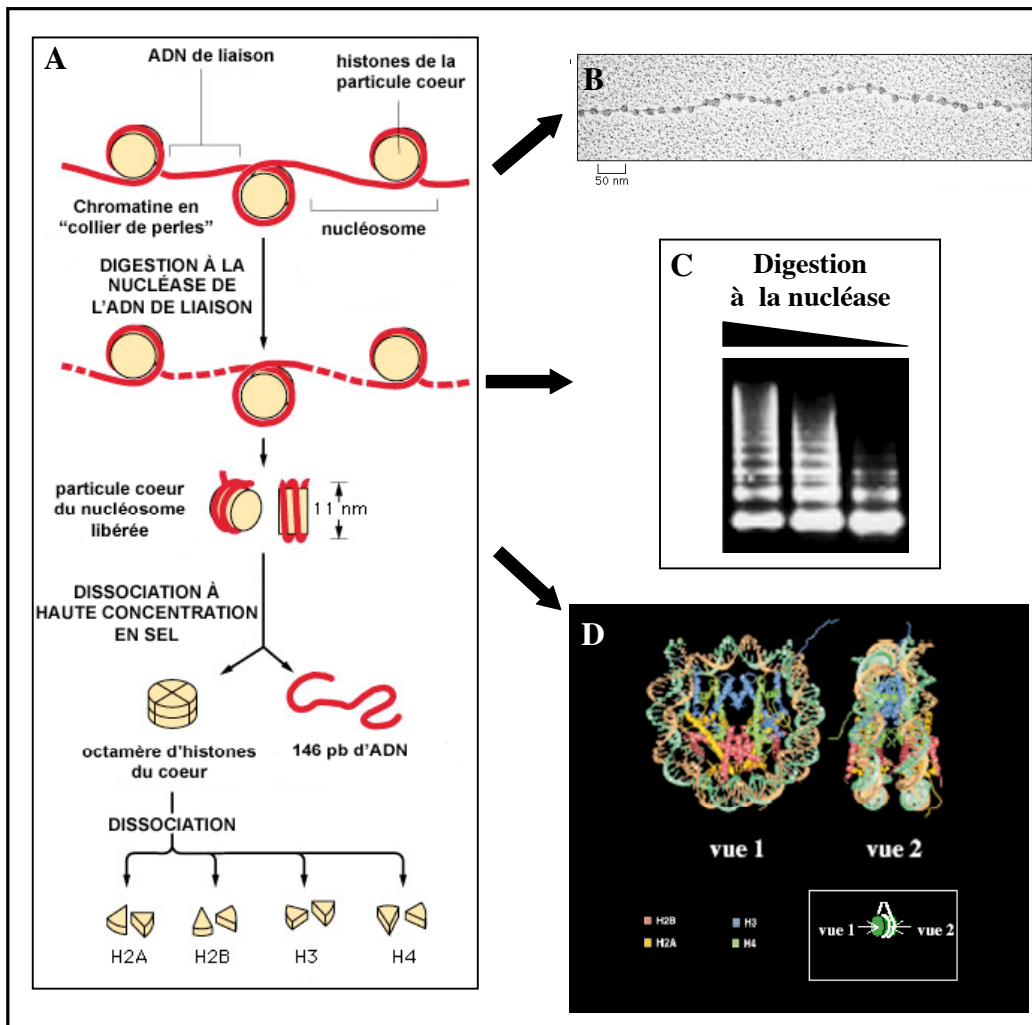 A
ADN de liaison
histones de la
particule coeur
Chromatine en
“collier de perles”
nucléosome
DIGESTION À LA
NUCLÉASE DE
L’ADN DE LIAISON
particule coeur
du nucléosome
libérée
11 nm
DISSOCIATION À
HAUTE CONCENTRATION
EN SEL
octamère d’histones
du coeur
146 pb d’ADN
DISSOCIATION
H2A
H2B
H3
H4
B
50 nm
C
Digestion
à la nucléase
D
vue 1
vue 2
H2B
H3
H2A
H4
vue 1
vue 2